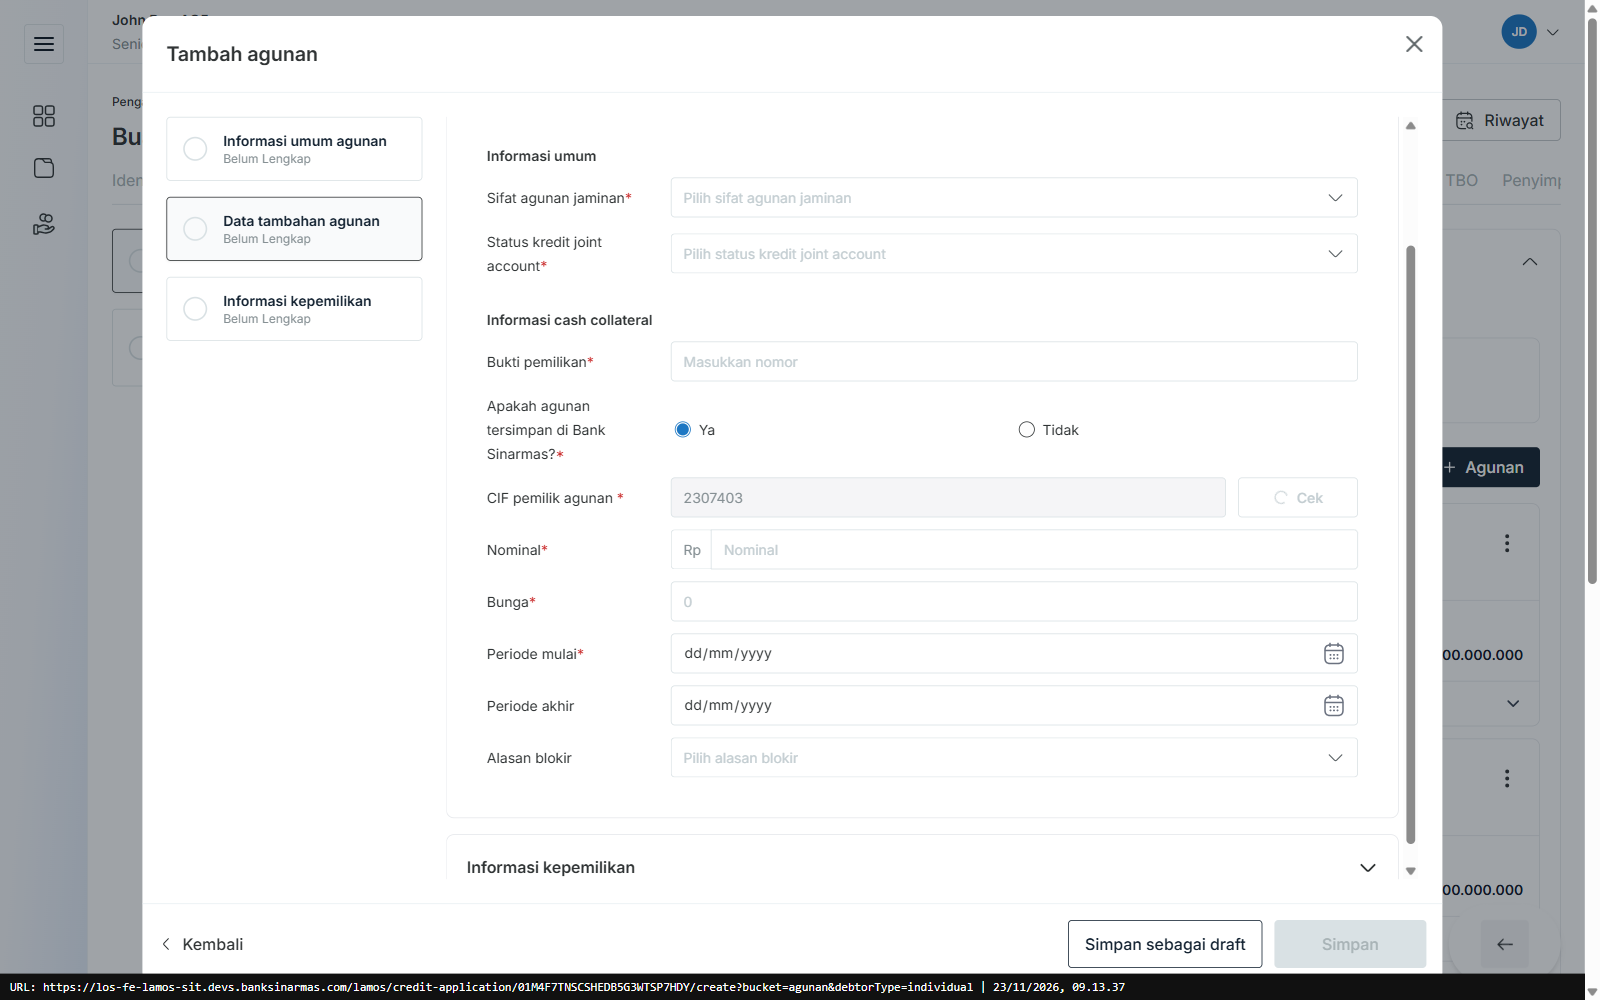 John
Seni
JD
Tambah agunan
Peng
Bu
Riwayat
Iden
TBO
Penyimp
Informasi umum agunan
Belum Lengkap
Data tambahan agunan
Belum Lengkap
Informasi kepemilikan
Belum Lengkap
Informasi umum
Sifat agunan jaminan*
Pilih sifat agunan jaminan
Status kredit joint
account*
Pilih status kredit joint account
Informasi cash collateral
Bukti pemilikan*
Masukkan nomor
Apakah agunan
tersimpan di Bank
Sinarmas?*
Ya
Tidak
CIF pemilik agunan *
2307403
Cek
Nominal*
Rp
Nominal
Bunga*
0
Periode mulai*
dd/mm/yyyy
Periode akhir
dd/mm/yyyy
Alasan blokir
Pilih alasan blokir
Informasi kepemilikan
+ Agunan
00.000.000
00.000.000
Kembali
Simpan sebagai draft
Simpan
URL: https://los-fe-lamos-sit.devs.banksinarmas.com/lamos/credit-application/01M4F7TNSCSHEDB5G3WTSP7HDY/create?bucket=agunan&debtorType=individual | 23/11/2026, 09.13.37